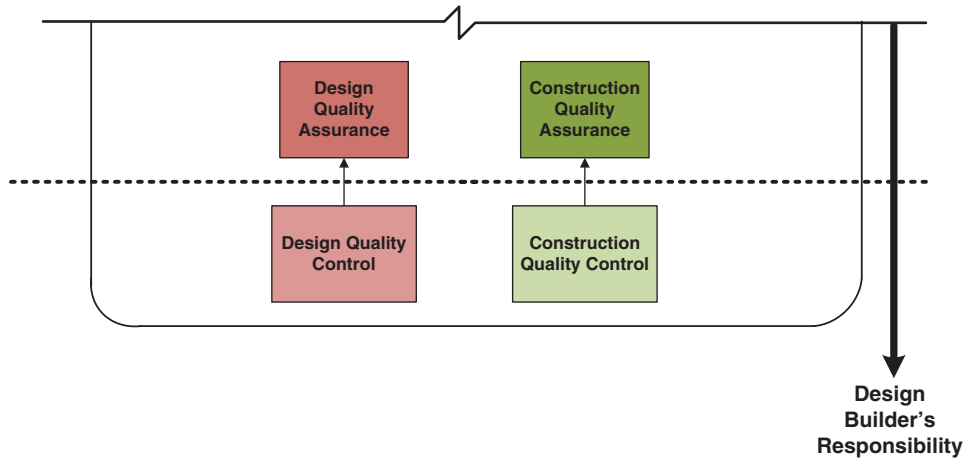 Design
Quality
Assurance
Construction
Quality
Assurance
Design Quality
Control
Construction
Quality Control
Design
Builder’s
Responsibility